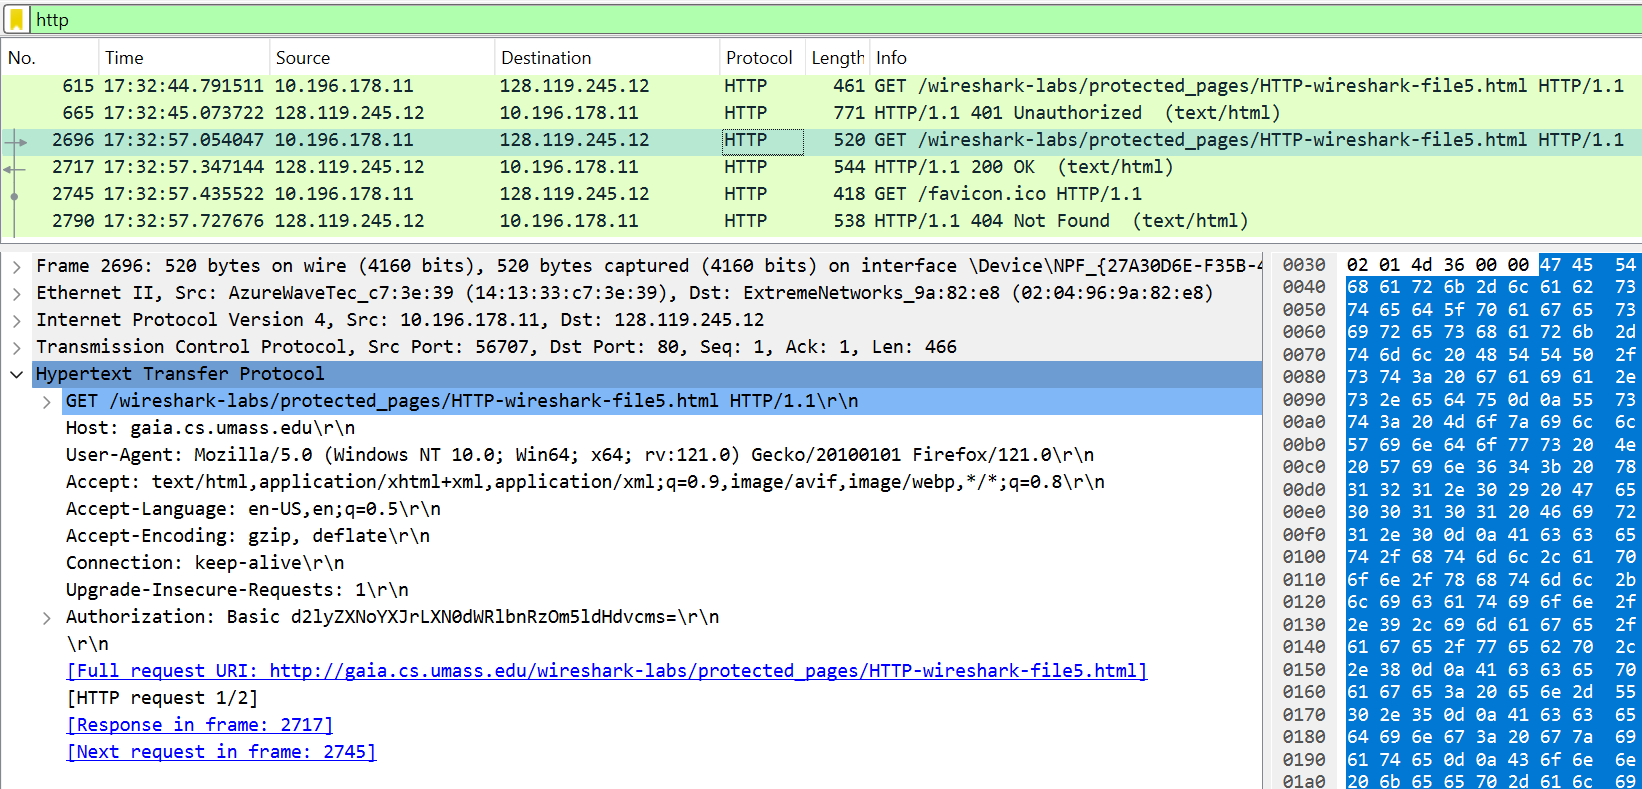 http
No. Time Source Destination Protocol Length Info
615 17:32:44.791511 10.196.178.11 128.119.245.12 HTTP 461 GET /wireshark-labs/protected_pages/HTTP-wireshark-file5.html HTTP/1.1
665 17:32:45.073722 128.119.245.12 10.196.178.11 HTTP 771 HTTP/1.1 401 Unauthorized (text/html)
2696 17:32:57.054047 10.196.178.11 128.119.245.12 HTTP 520 GET /wireshark-labs/protected_pages/HTTP-wireshark-file5.html HTTP/1.1
2717 17:32:57.347144 128.119.245.12 10.196.178.11 HTTP 544 HTTP/1.1 200 OK (text/html)
2745 17:32:57.435522 10.196.178.11 128.119.245.12 HTTP 418 GET /favicon.ico HTTP/1.1
2790 17:32:57.727676 128.119.245.12 10.196.178.11 HTTP 538 HTTP/1.1 404 Not Found (text/html)
Frame 2696: 520 bytes on wire (4160 bits), 520 bytes captured (4160 bits) on interface \Device\NPF_{27A30D6E-F35B-4
Ethernet II, Src: AzureWaveTec_c7:3e:39 (14:13:33:c7:3e:39), Dst: ExtremeNetworks_9a:82:e8 (02:04:96:9a:82:e8)
Internet Protocol Version 4, Src: 10.196.178.11, Dst: 128.119.245.12
Transmission Control Protocol, Src Port: 56707, Dst Port: 80, Seq: 1, Ack: 1, Len: 466
Hypertext Transfer Protocol
GET /wireshark-labs/protected_pages/HTTP-wireshark-file5.html HTTP/1.1\r\n
Host: gaia.cs.umass.edu\r\n
User-Agent: Mozilla/5.0 (Windows NT 10.0; Win64; x64; rv:121.0) Gecko/20100101 Firefox/121.0\r\n
Accept: text/html,application/xhtml+xml,application/xml;q=0.9,image/avif,image/webp,*/*;q=0.8\r\n
Accept-Language: en-US,en;q=0.5\r\n
Accept-Encoding: gzip, deflate\r\n
Connection: keep-alive\r\n
Upgrade-Insecure-Requests: 1\r\n
Authorization: Basic d2lyZXNoYXJrLXN0dWRlbnRzOm5ldHdvcms=\r\n
\r\n
[Full request URI: http://gaia.cs.umass.edu/wireshark-labs/protected_pages/HTTP-wireshark-file5.html]
[HTTP request 1/2]
[Response in frame: 2717]
[Next request in frame: 2745]
0030 02 01 4d 36 00 00 47 45 54
0040 68 61 72 6b 2d 6c 61 62 73
0050 74 65 64 5f 70 61 67 65 73
0060 69 72 65 73 68 61 72 6b 2d
0070 74 6d 6c 20 48 54 54 50 2f
0080 73 74 3a 20 67 61 69 61 2e
0090 73 2e 65 64 75 0d 0a 55 73
00a0 74 3a 20 4d 6f 7a 69 6c 6c
00b0 57 69 6e 64 6f 77 73 20 4e
00c0 20 57 69 6e 36 34 3b 20 78
00d0 31 32 31 2e 30 29 20 47 65
00e0 30 30 31 30 31 20 46 69 72
00f0 31 2e 30 0d 0a 41 63 63 65
0100 74 2f 68 74 6d 6c 2c 61 70
0110 6f 6e 2f 78 68 74 6d 6c 2b
0120 6c 69 63 61 74 69 6f 6e 2f
0130 2e 39 2c 69 6d 61 67 65 2f
0140 61 67 65 2f 77 65 62 70 2c
0150 2e 38 0d 0a 41 63 63 65 70
0160 61 67 65 3a 20 65 6e 2d 55
0170 30 2e 35 0d 0a 41 63 63 65
0180 64 69 6e 67 3a 20 67 7a 69
0190 61 74 65 0d 0a 43 6f 6e 6e
01a0 20 6b 65 65 70 2d 61 6c 69